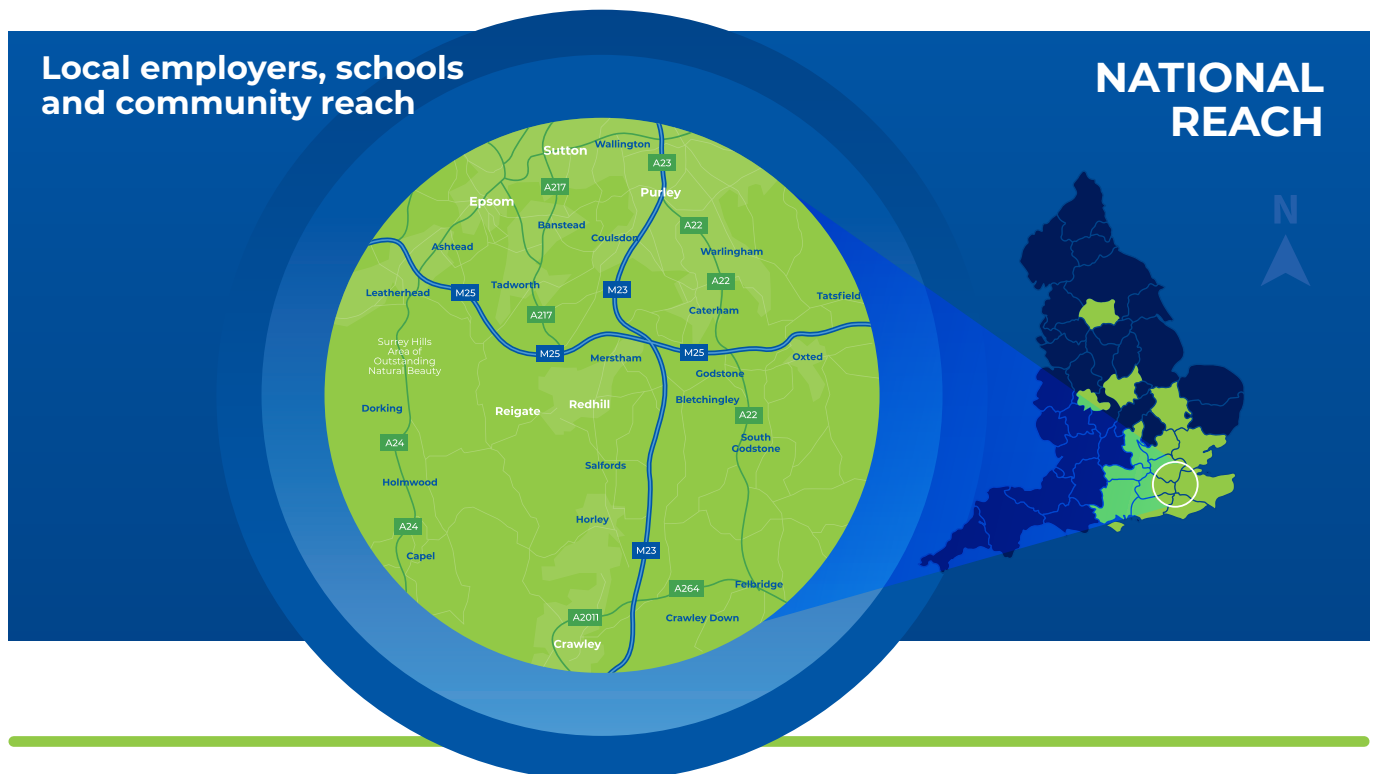 Local employers, schools
and community reach
NATIONAL
REACH
N
Sutton
Wallington
A23
A217
Purley
Epsom
Banstead
A22
Coulsdon
Ashtead
Warlingham
A22
Tadworth
M23
Leatherhead
M25
Tatsfield
Caterham
A217
Surrey Hills
Area of
Outstanding
Natural Beauty
M25
Merstham
M25
Oxted
Godstone
Bletchingley
Redhill
Reigate
Dorking
A22
South
Godstone
A24
Salfords
Holmwood
Horley
A24
M23
Capel
Felbridge
A264
A2011
Crawley Down
Crawley